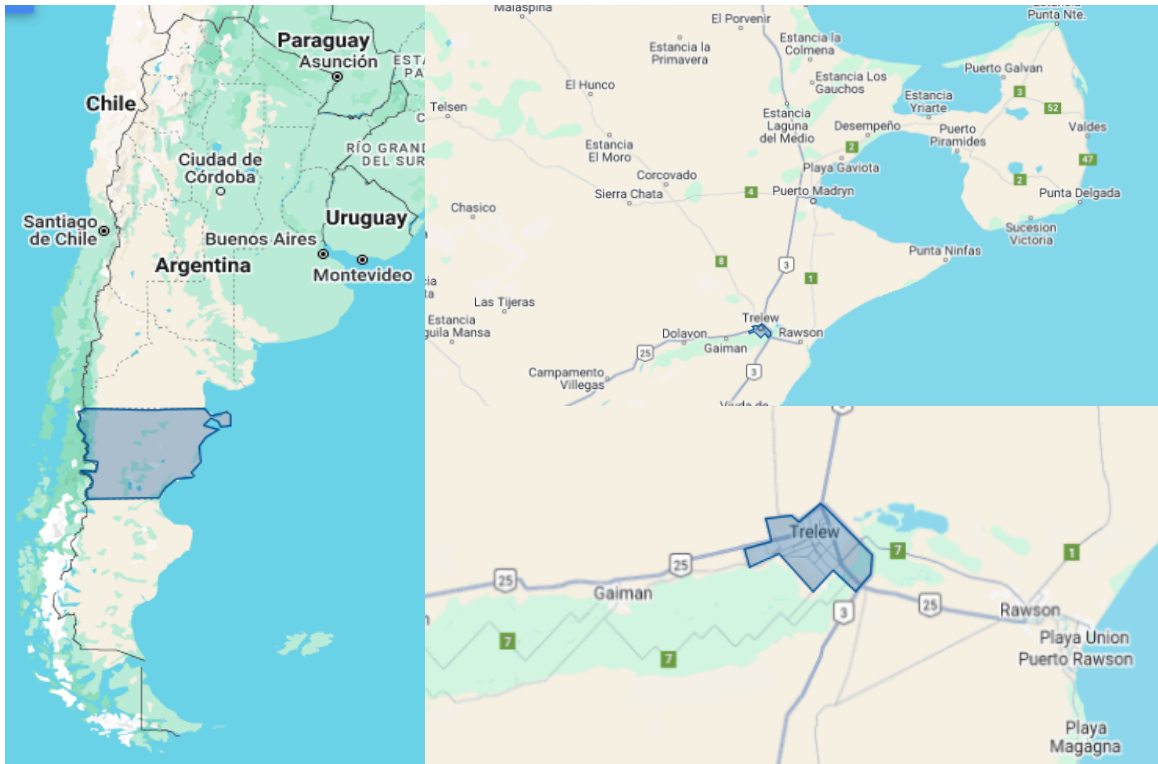 Paraguay
Asunción
Chile
Ciudad de
Córdoba
RÍO GRAND
DEL SUR
Uruguay
Santiago
de Chile
Buenos Aires
Montevideo
Argentina
Malaspina
El Porvenir
Punta Nte.
Estancia la
Primavera
Estancia la
Colmena
Estancia Los
Gauchos
Puerto Galvan
3
52
El Hunco
Telsen
Estancia
Yriarte
Estancia
Laguna
del Medio
Desempeño
Puerto
Piramides
Valdes
47
Estancia
El Moro
2
Playa Gaviota
2
Corcovado
Sierra Chata
4
Puerto Madryn
Punta Delgada
Chasico
Sucesion
Victoria
Punta Ninfas
8
3
1
Las Tijeras
Estancia
guila Mansa
Trelew
Dolavon
Rawson
Gaiman
25
Campamento
Villegas
3
Viuda de
Trelew
7
1
25
25
Gaiman
3
25
Rawson
7
7
Playa Union
Puerto Rawson
Playa
Magagna